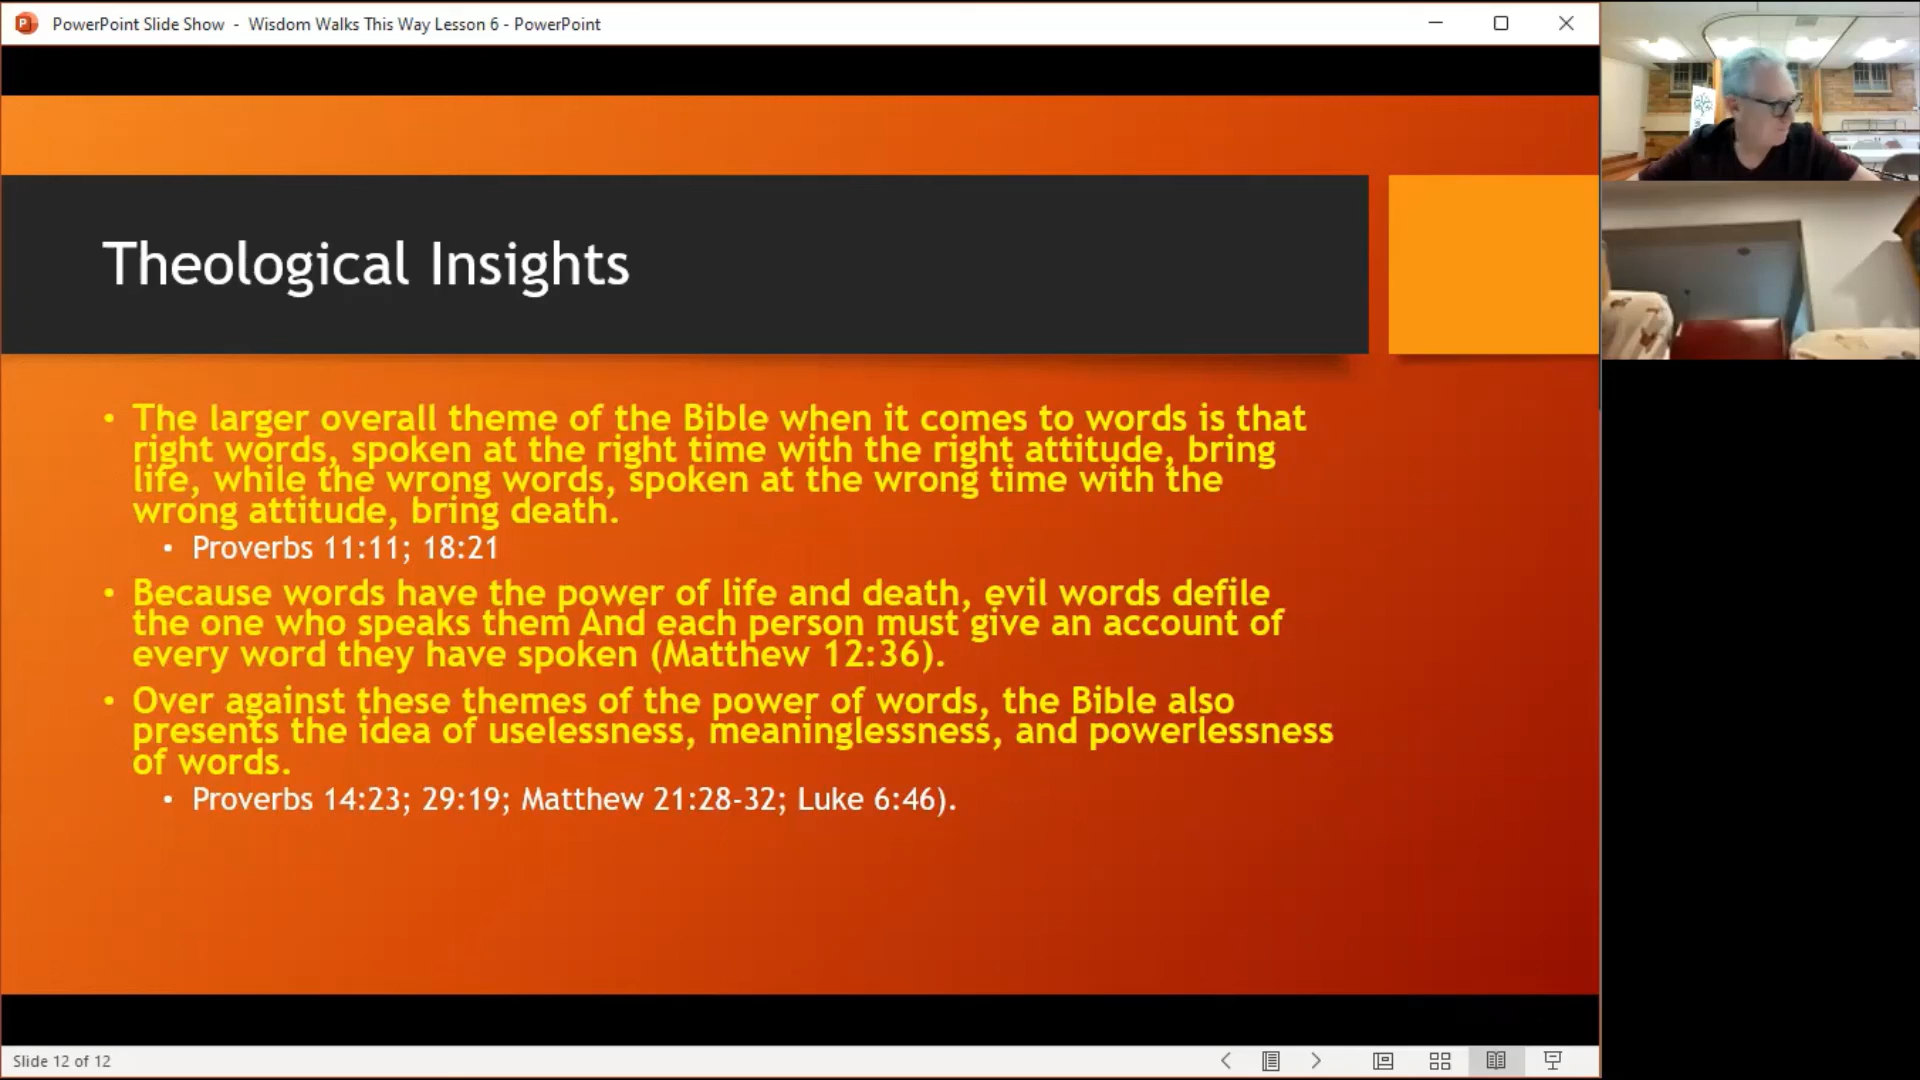 PowerPoint Slide Show - Wisdom Walks This Way Lesson 6 - PowerPoint
Theological Insights
• The larger overall theme of the Bible when it comes to words is that
right words, spoken at the right time with the right attitude, bring
life, while the wrong words, spoken at the wrong time with the
wrong attitude, bring death.
• Proverbs 11:11; 18:21
• Because words have the power of life and death, evil words defile
the one who speaks them And each person must give an account of
every word they have spoken (Matthew 12:36).
• Over against these themes of the power of words, the Bible also
presents the idea of uselessness, meaninglessness, and powerlessness
of words.
• Proverbs 14:23; 29:19; Matthew 21:28-32; Luke 6:46).
Slide 12 of 12